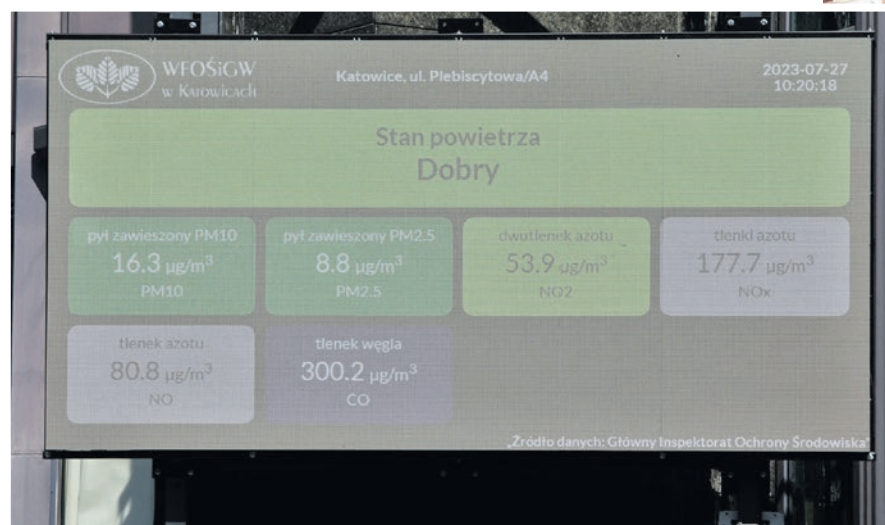 WFOŚiGW
w Katowicach
Katowice, ul. Plebiscytowa/A4
2023-07-27
10:20:18
Stan powietrza
Dobry
pył zawieszony PM10
16.3 µg/m³
PM10
pył zawieszony PM2.5
8.8 µg/m³
PM2.5
dwutlenek azotu
53.9 µg/m³
NO2
tlenki azotu
177.7 µg/m³
NOx
tlenek azotu
80.8 µg/m³
NO
tlenek węgla
300.2 µg/m³
CO
„Źródło danych: Główny Inspektorat Ochrony Środowiska"